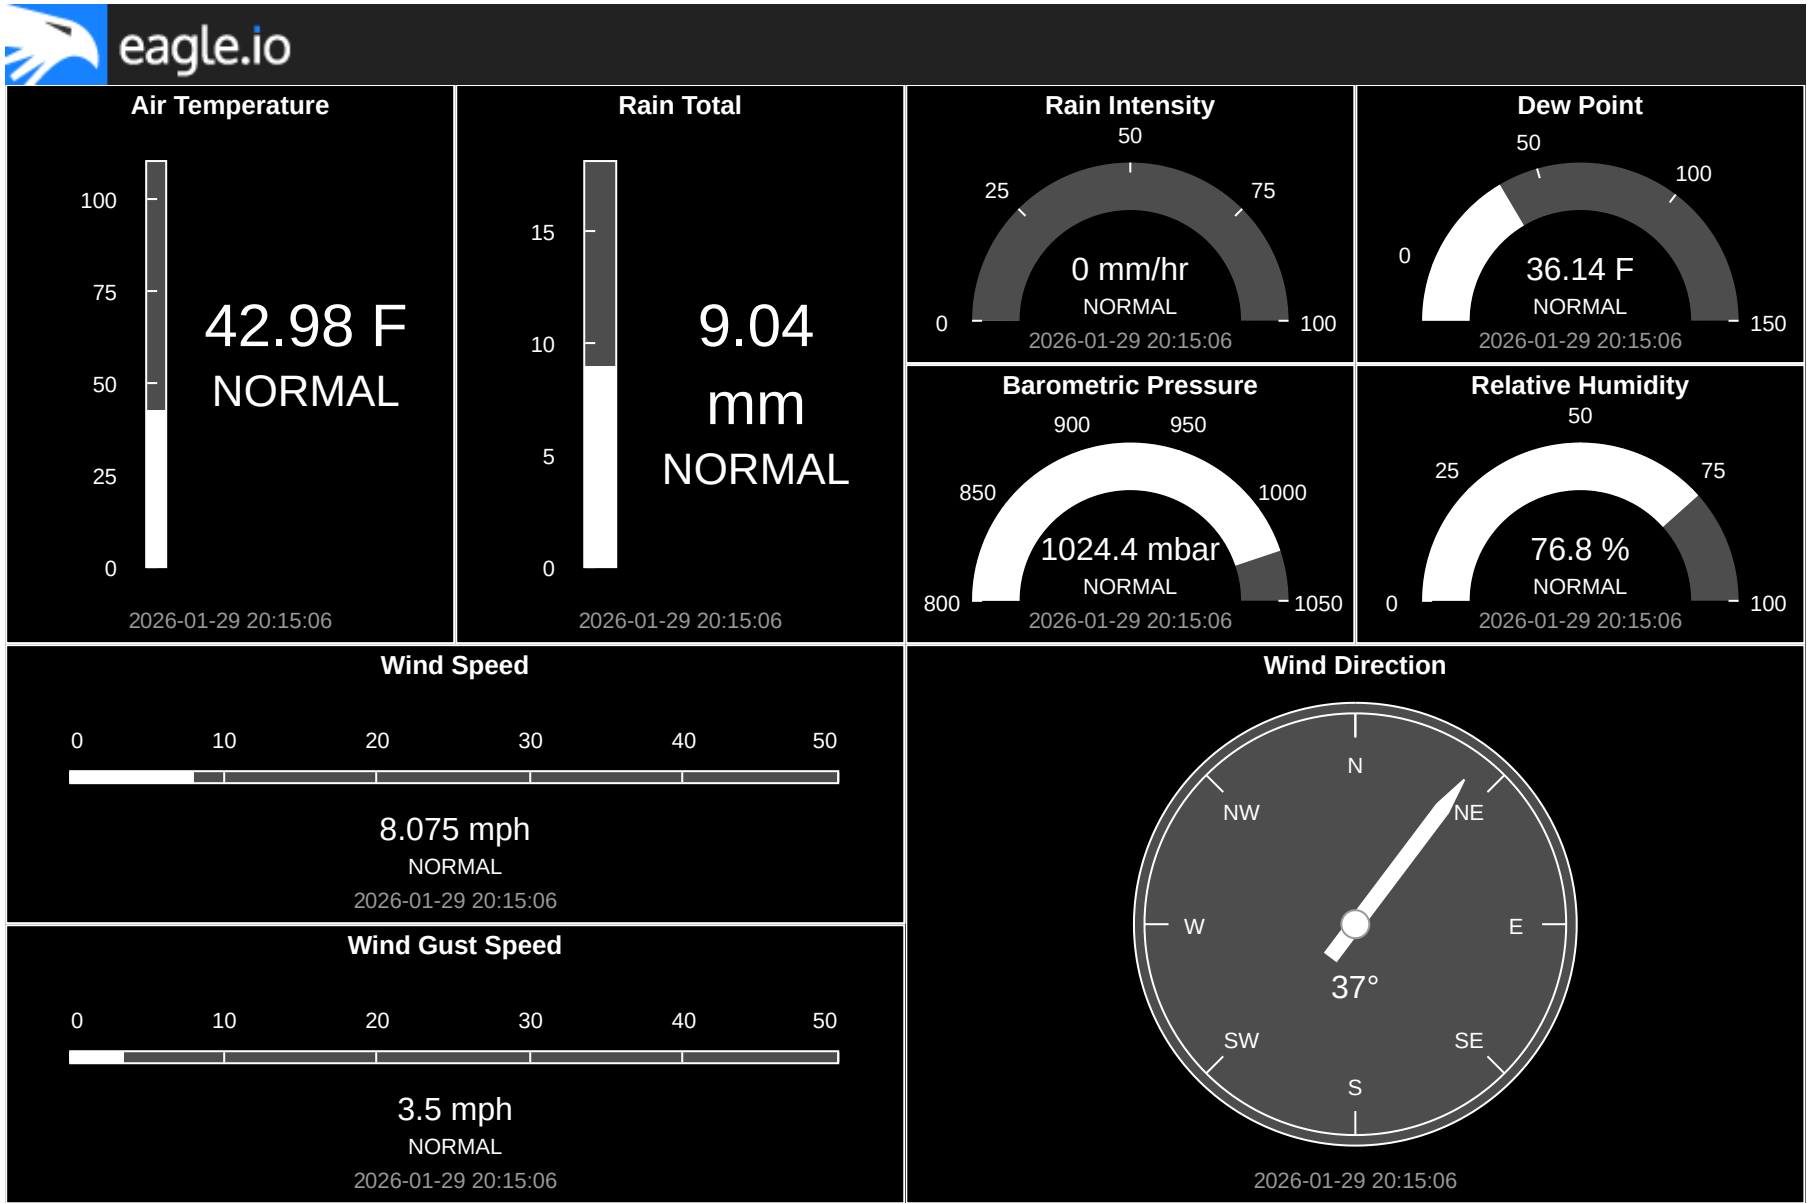 eagle.io
Air Temperature
100
75
50
25
0
42.98 F
NORMAL
2026-01-29 20:15:06
Rain Total
15
10
5
0
9.04
mm
NORMAL
2026-01-29 20:15:06
Rain Intensity
0
25
50
75
100
0 mm/hr
NORMAL
2026-01-29 20:15:06
Dew Point
0
50
100
150
36.14 F
NORMAL
2026-01-29 20:15:06
Barometric Pressure
800
850
900
950
1000
1050
1024.4 mbar
NORMAL
2026-01-29 20:15:06
Relative Humidity
0
25
50
75
100
76.8 %
NORMAL
2026-01-29 20:15:06
Wind Speed
0 10 20 30 40 50
8.075 mph
NORMAL
2026-01-29 20:15:06
Wind Gust Speed
0 10 20 30 40 50
3.5 mph
NORMAL
2026-01-29 20:15:06
Wind Direction
N
NW NE
W E
37°
SW SE
S
2026-01-29 20:15:06